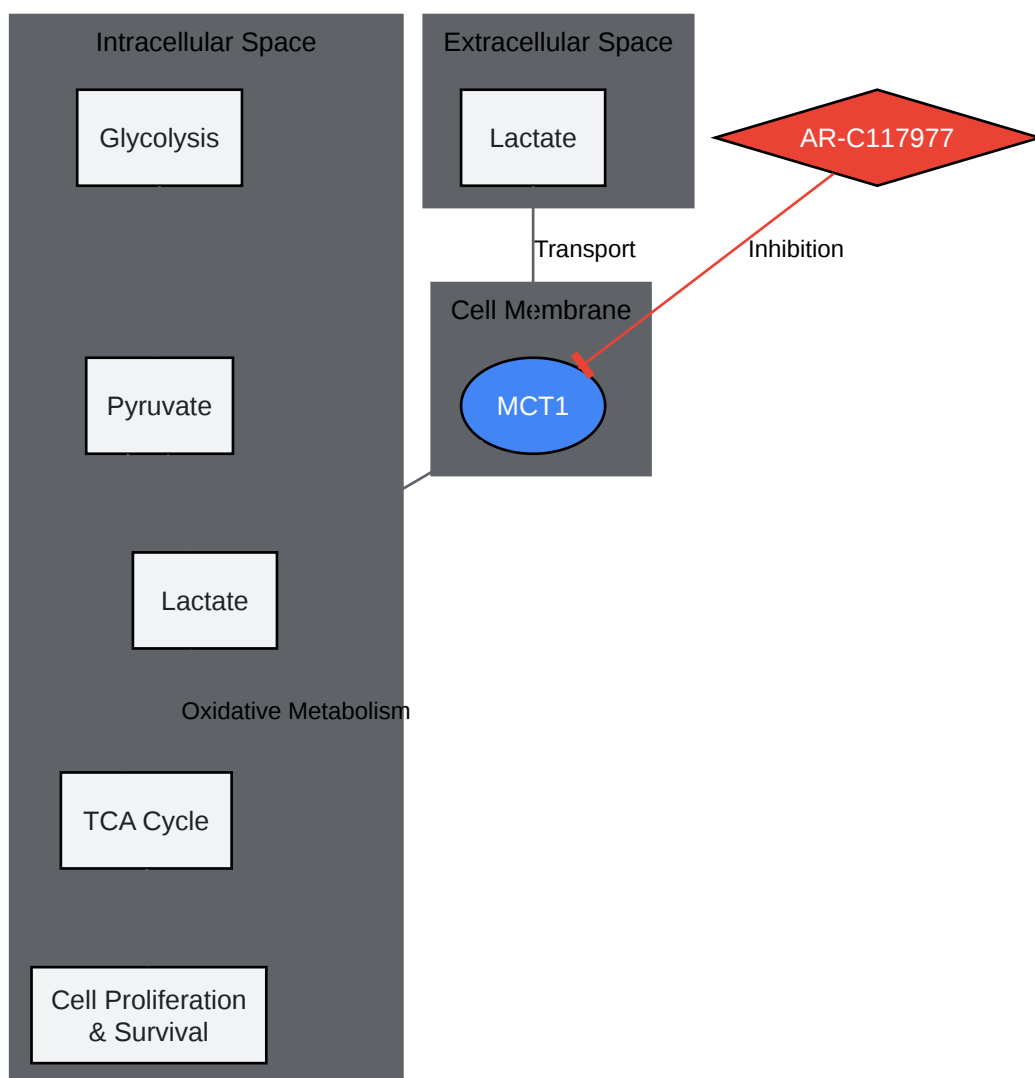 Intracellular Space
Extracellular Space
Glycolysis
Lactate
AR-C117977
Transport
Inhibition
Cell Membrane
Pyruvate
MCT1
Lactate
Oxidative Metabolism
TCA Cycle
Cell Proliferation
& Survival